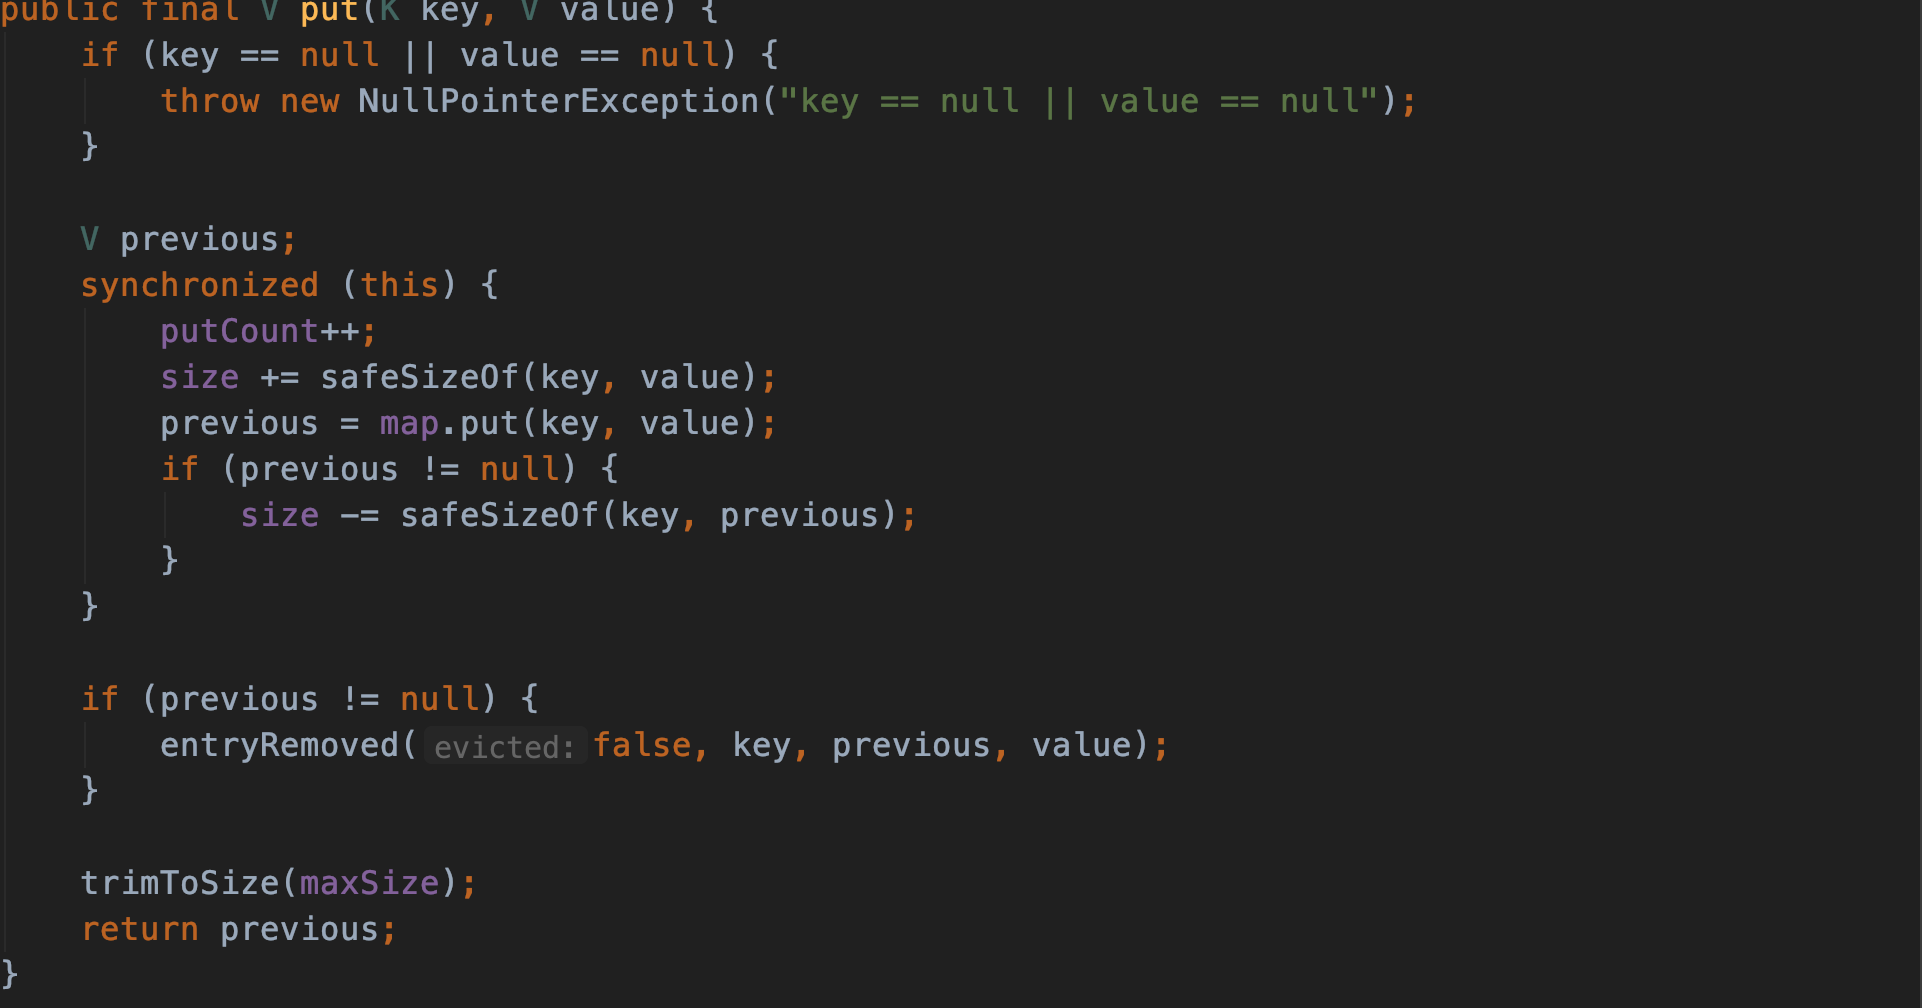 public final V put(K key, V value) {
    if (key == null || value == null) {
        throw new NullPointerException("key == null || value == null");
    }

    V previous;
    synchronized (this) {
        putCount++;
        size += safeSizeOf(key, value);
        previous = map.put(key, value);
        if (previous != null) {
            size -= safeSizeOf(key, previous);
        }
    }

    if (previous != null) {
        entryRemoved( evicted: false, key, previous, value);
    }

    trimToSize(maxSize);
    return previous;
}